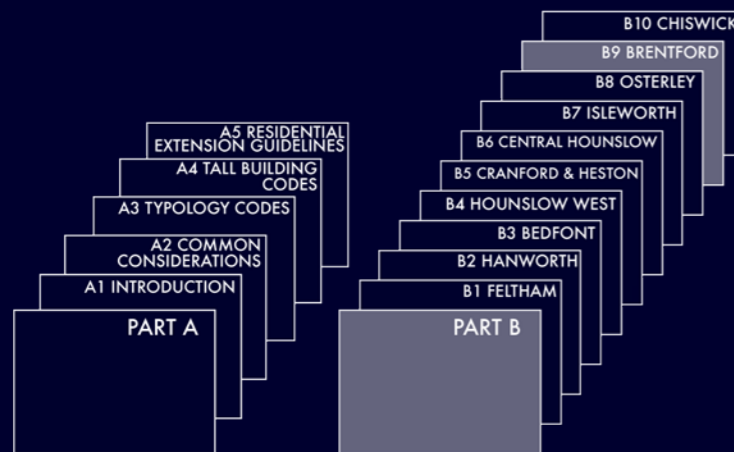 PART A
A1 INTRODUCTION
A2 COMMON
CONSIDERATIONS
A3 TYPOLOGY CODES
A4 TALL BUILDING
CODES
A5 RESIDENTIAL
EXTENSION GUIDELINES
PART B
B1 FELTHAM
B2 HANWORTH
B3 BEDFONT
B4 HOUNSLOW WEST
B5 CRANFORD & HESTON
B6 CENTRAL HOUNSLOW
B7 ISLEWORTH
B8 OSTERLEY
B9 BRENTFORD
B10 CHISWICK